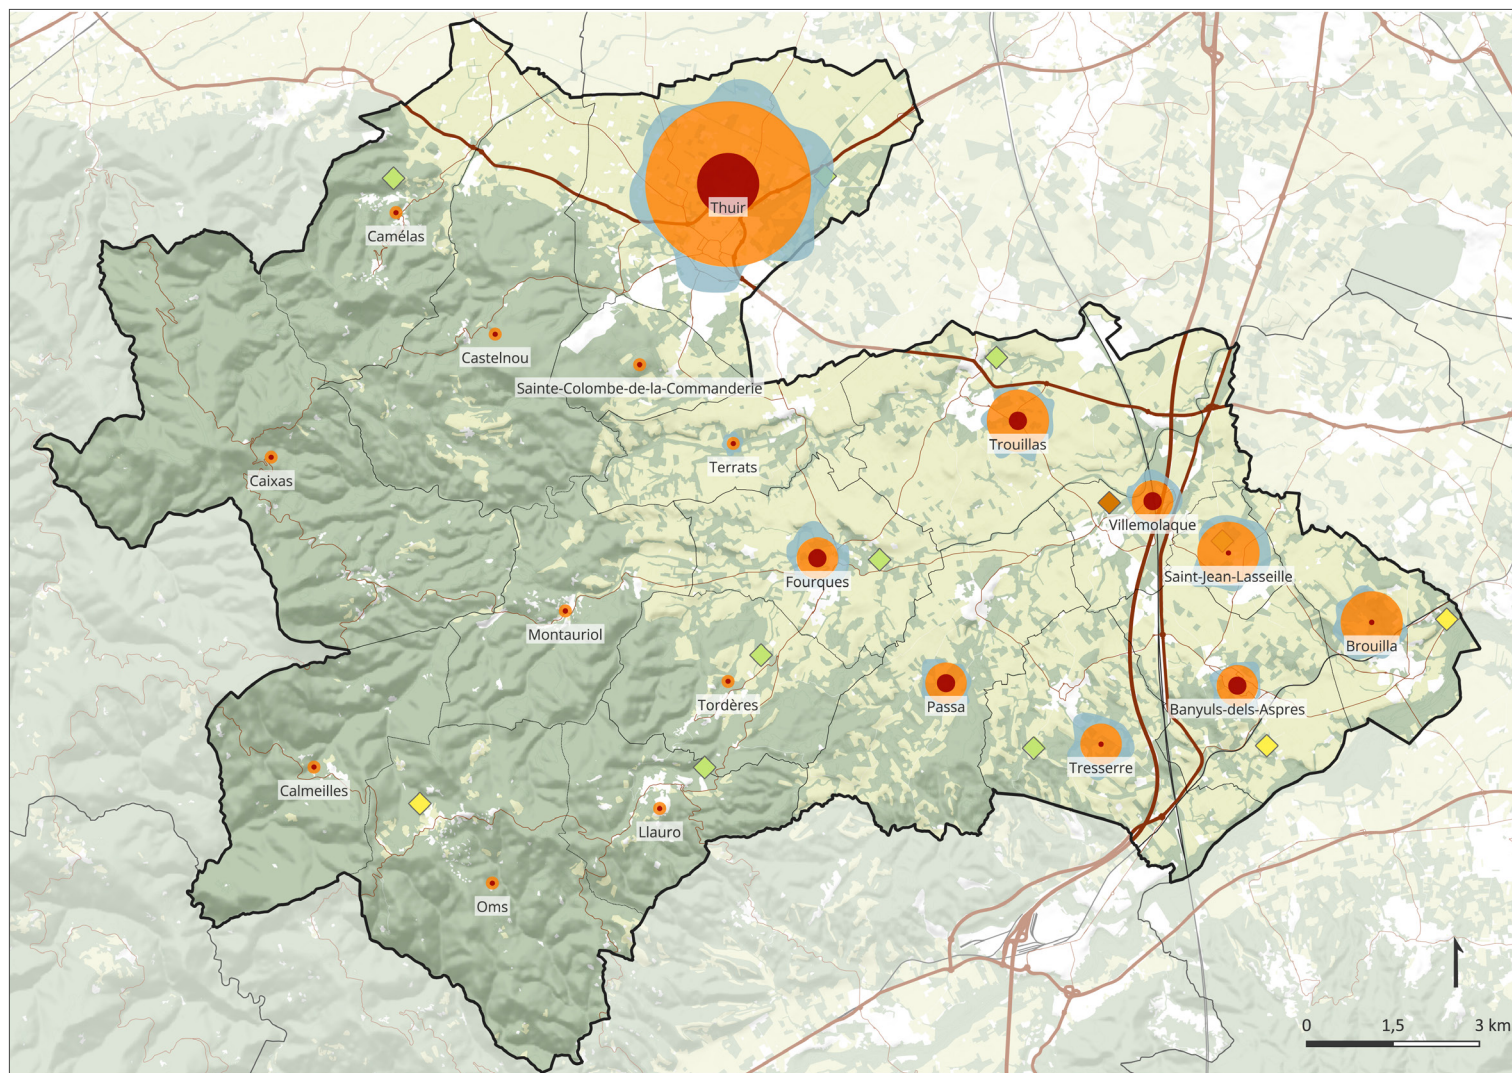 Thuir
Camélas
Castelnou
Sainte-Colombe-de-la-Commanderie
Trouillas
Terrats
Caixas
Villemolaque
Fourques
Saint-Jean-Lasseille
Montauriol
Brouilla
Tordères
Passa
Banyuls-dels-Aspres
Tresserre
Calmeilles
Llauro
Oms
0 1,5 3 km